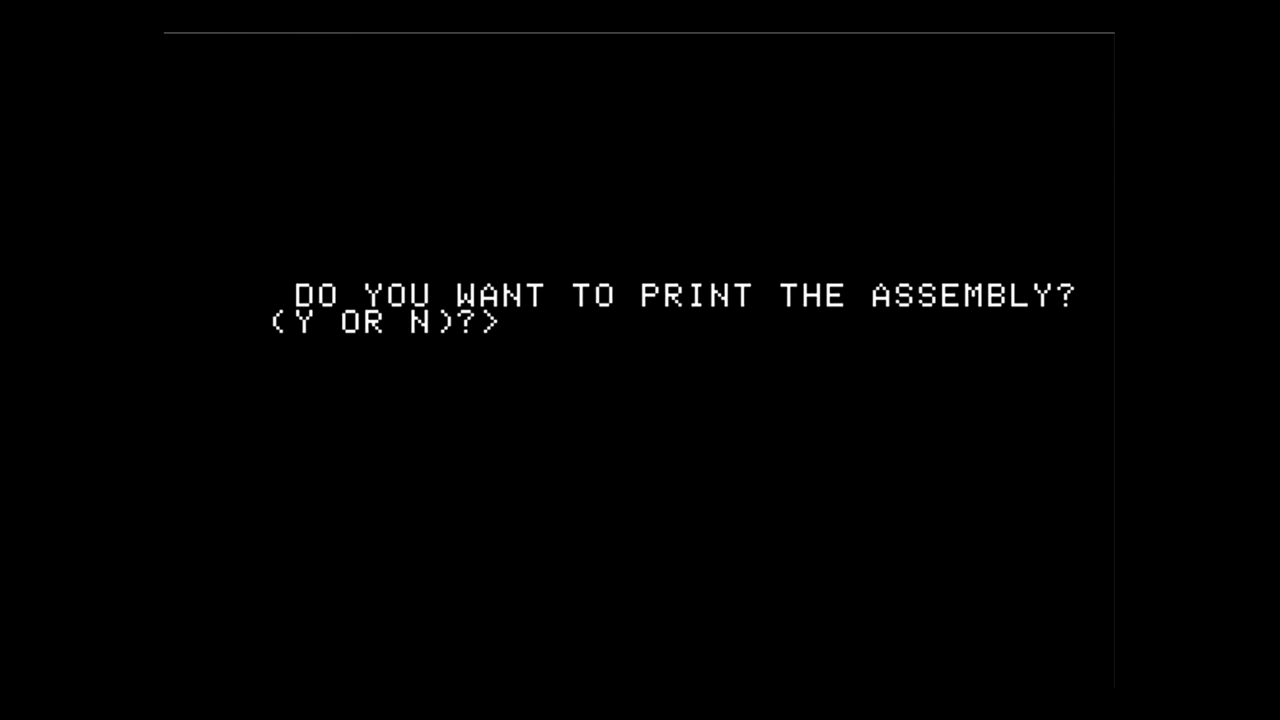 DO YOU WANT TO PRINT THE ASSEMBLY?
(Y OR N)?>